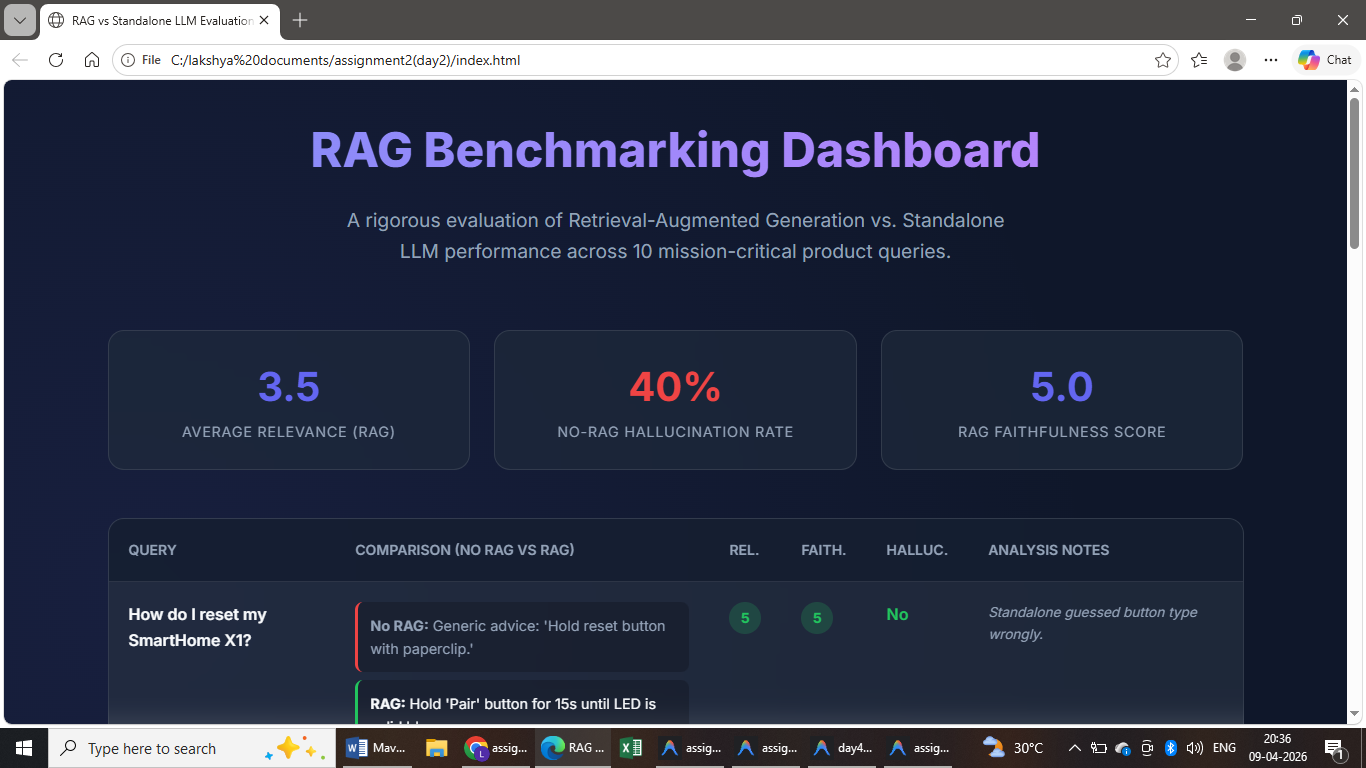 RAG vs Standalone LLM Evaluation
File C:/lakshya%20documents/assignment2(day2)/index.html
Chat
RAG Benchmarking Dashboard
A rigorous evaluation of Retrieval-Augmented Generation vs. Standalone
LLM performance across 10 mission-critical product queries.
3.5
AVERAGE RELEVANCE (RAG)
40%
NO-RAG HALLUCINATION RATE
5.0
RAG FAITHFULNESS SCORE
QUERY COMPARISON (NO RAG VS RAG) REL. FAITH. HALLUC. ANALYSIS NOTES
How do I reset my
SmartHome X1?
No RAG: Generic advice: 'Hold reset button
with paperclip.'
RAG: Hold 'Pair' button for 15s until LED is
5
5
No
Standalone guessed button type
wrongly.
Type here to search
Mav...
assig...
RAG ...
assig...
assig...
day4...
assig...
30°C
ENG
20:36
09-04-2026
1